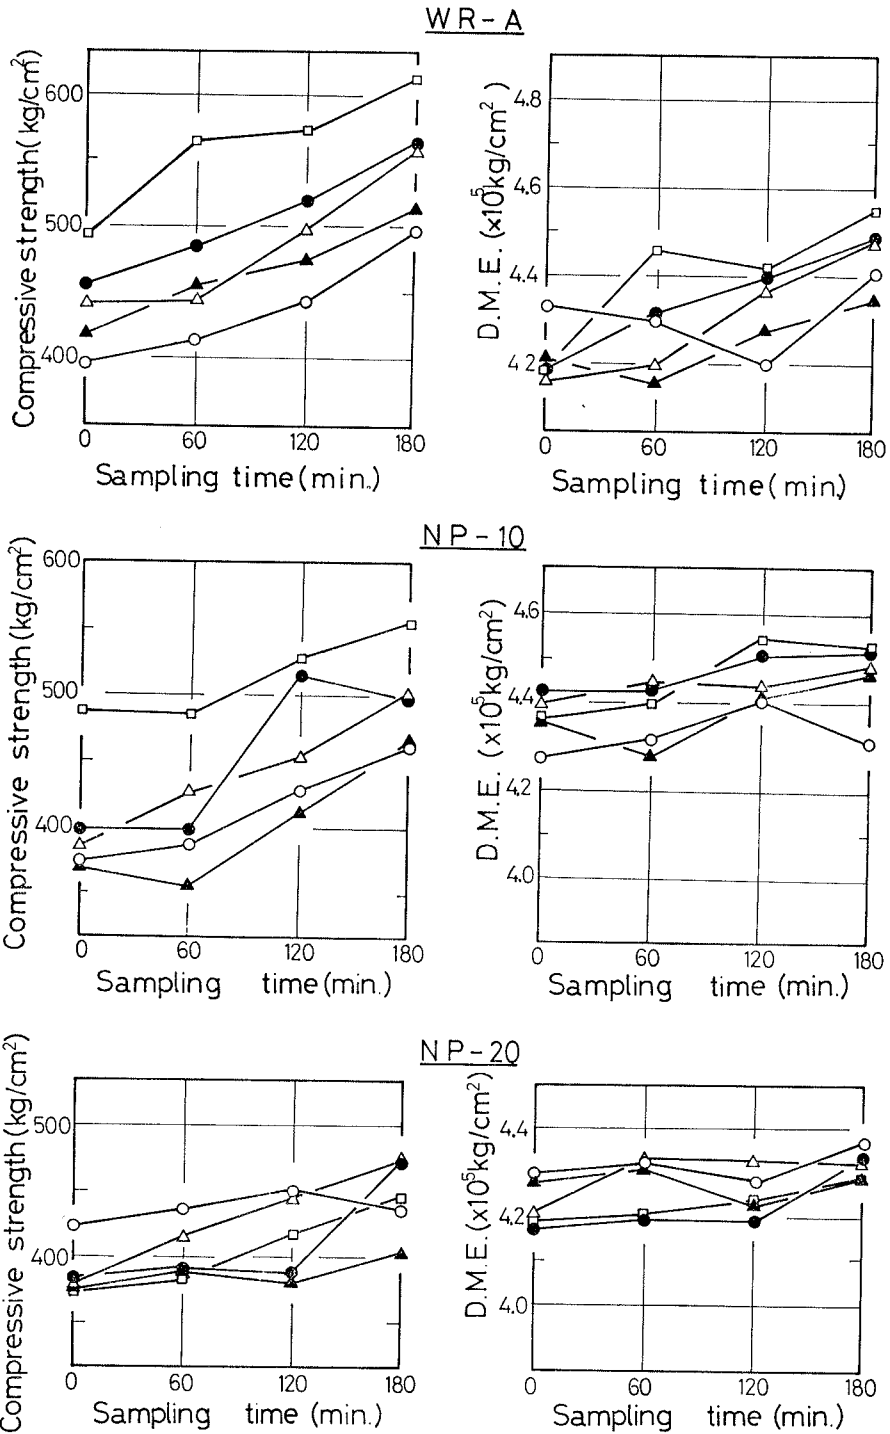 WR-A
Compressive strength (kg/cm²)
600
500
400
0 60 120 180
Sampling time (min.)
D.M.E. (x10⁵kg/cm²)
4.8
4.6
4.4
4.2
0 60 120 180
Sampling time (min.)
NP-10
Compressive strength (kg/cm²)
600
500
400
0 60 120 180
Sampling time (min.)
D.M.E. (x10⁵kg/cm²)
4.6
4.4
4.2
4.0
0 60 120 180
Sampling time (min.)
NP-20
Compressive strength (kg/cm²)
500
400
0 60 120 180
Sampling time (min.)
D.M.E. (x10⁵kg/cm²)
4.4
4.2
4.0
0 60 120 180
Sampling time (min.)